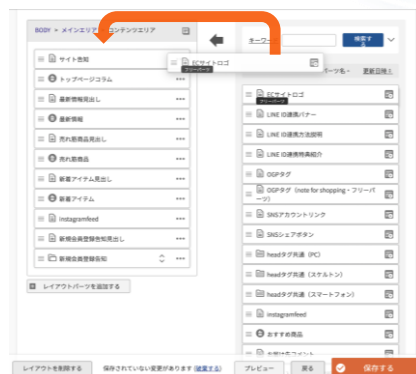 BODY > メインエリア > コンテンツエリア
サイト告知
トップページコラム
最新情報見出し
最新情報
売れ筋商品見出し
売れ筋商品
新着アイテム見出し
新着アイテム
instagramfeed
新規会員登録告知見出し
新規会員登録告知
レイアウトパーツを追加する
ECサイトロゴ
フリーパーツ
キーワード
検索する
パーツ名
更新日時
ECサイトロゴ
フリーパーツ
LINE ID連携バナー
LINE ID連携方法説明
LINE ID連携特典紹介
OGPタグ
OGPタグ (note for shopping・フリーパーツ)
SNSアカウントリンク
SNSシェアボタン
headタグ共通 (PC)
headタグ共通 (スケルトン)
headタグ共通 (スマートフォン)
instagramfeed
おすすめ商品
レイアウトを削除する
保存されていない変更があります (破棄する)
プレビュー
戻る
保存する